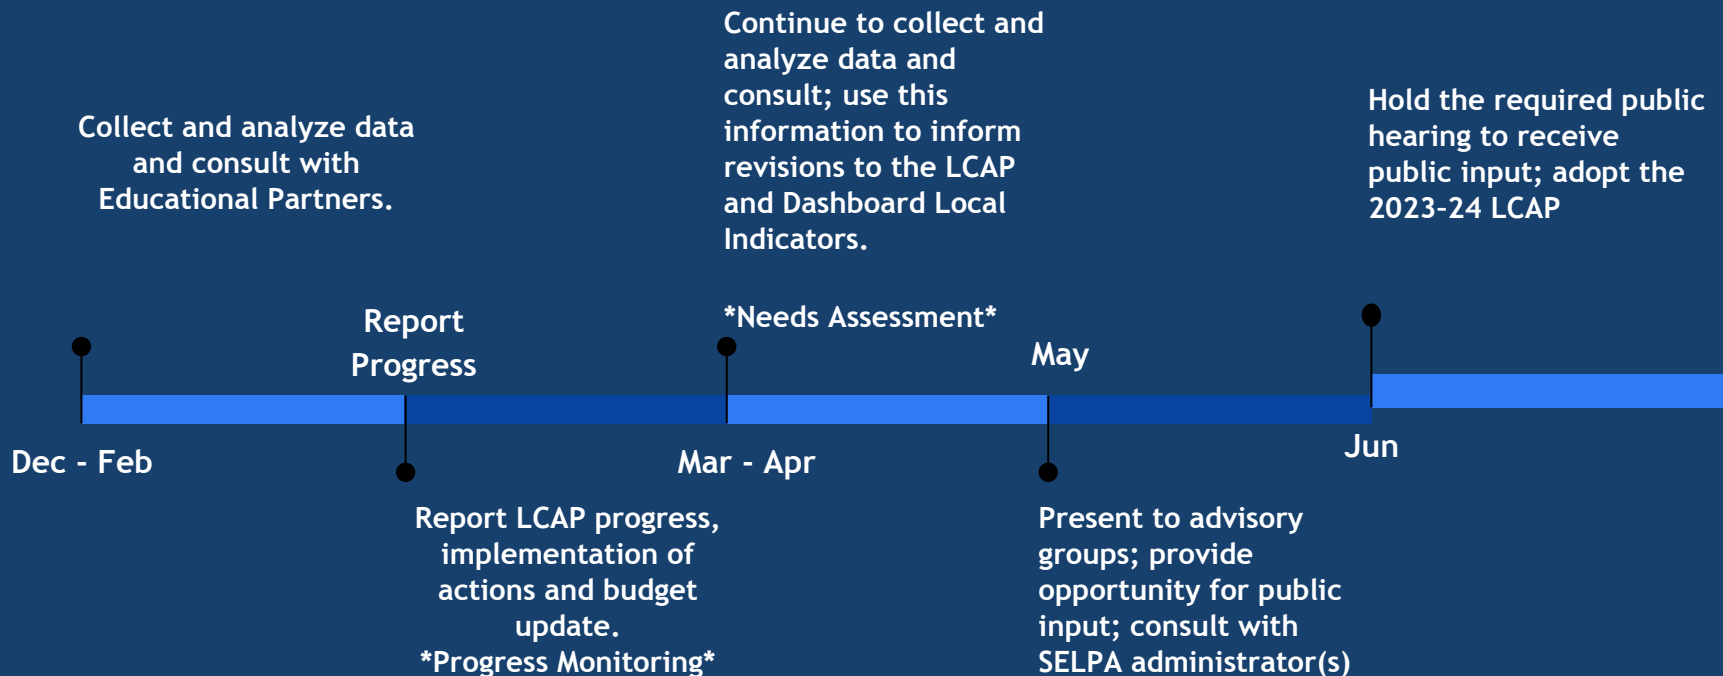 Collect and analyze data
and consult with
Educational Partners.
Dec - Feb
Report
Progress
Report LCAP progress,
implementation of
actions and budget
update.
*Progress Monitoring*
Continue to collect and
analyze data and
consult; use this
information to inform
revisions to the LCAP
and Dashboard Local
Indicators.
*Needs Assessment*
Mar - Apr
May
Present to advisory
groups; provide
opportunity for public
input; consult with
SELPA administrator(s)
Hold the required public
hearing to receive
public input; adopt the
2023-24 LCAP
Jun